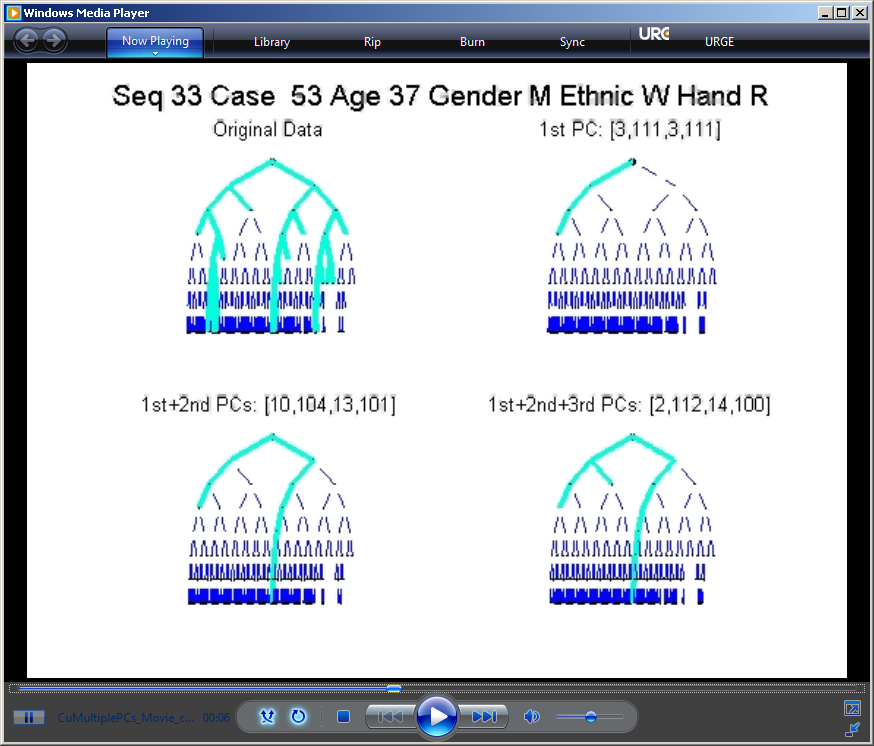 Windows Media Player
Now Playing Library Rip Burn Sync URGE URGE
Seq 33 Case 53 Age 37 Gender M Ethnic W Hand R
Original Data
1st PC: [3,111,3,111]
1st+2nd PCs: [10,104,13,101]
1st+2nd+3rd PCs: [2,112,14,100]
CuMultiplePCs_Movie_c... 00:06